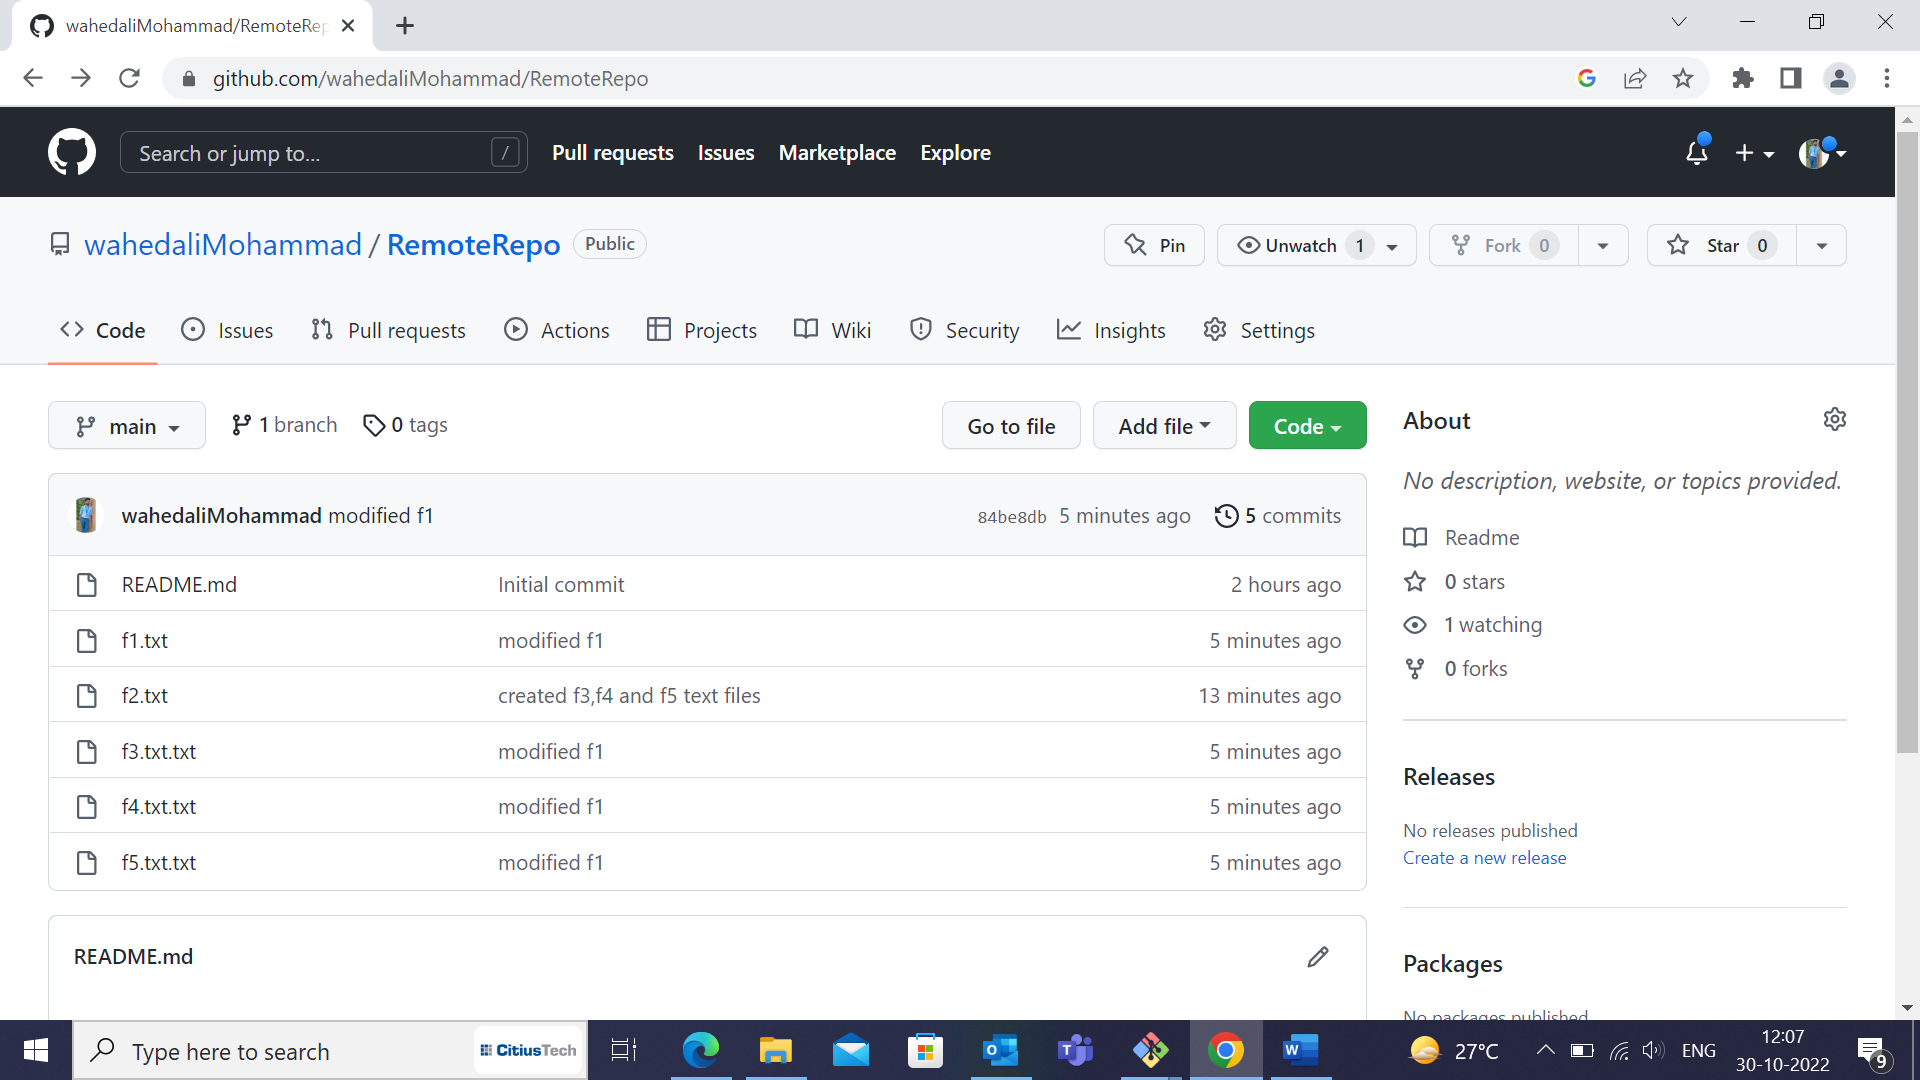 wahedaliMohammad/RemoteRep
github.com/wahedaliMohammad/RemoteRepo
Search or jump to... /
Pull requests Issues Marketplace Explore
wahedaliMohammad / RemoteRepo Public
Pin Unwatch 1 Fork 0 Star 0
Code Issues Pull requests Actions Projects Wiki Security Insights Settings
main 1 branch 0 tags Go to file Add file Code
wahedaliMohammad modified f1 84be8db 5 minutes ago 5 commits
README.md Initial commit 2 hours ago
f1.txt modified f1 5 minutes ago
f2.txt created f3,f4 and f5 text files 13 minutes ago
f3.txt.txt modified f1 5 minutes ago
f4.txt.txt modified f1 5 minutes ago
f5.txt.txt modified f1 5 minutes ago
README.md
About
No description, website, or topics provided.
Readme
0 stars
1 watching
0 forks
Releases
No releases published
Create a new release
Packages
No packages published
Type here to search CitiusTech
27°C ENG 12:07
30-10-2022
9